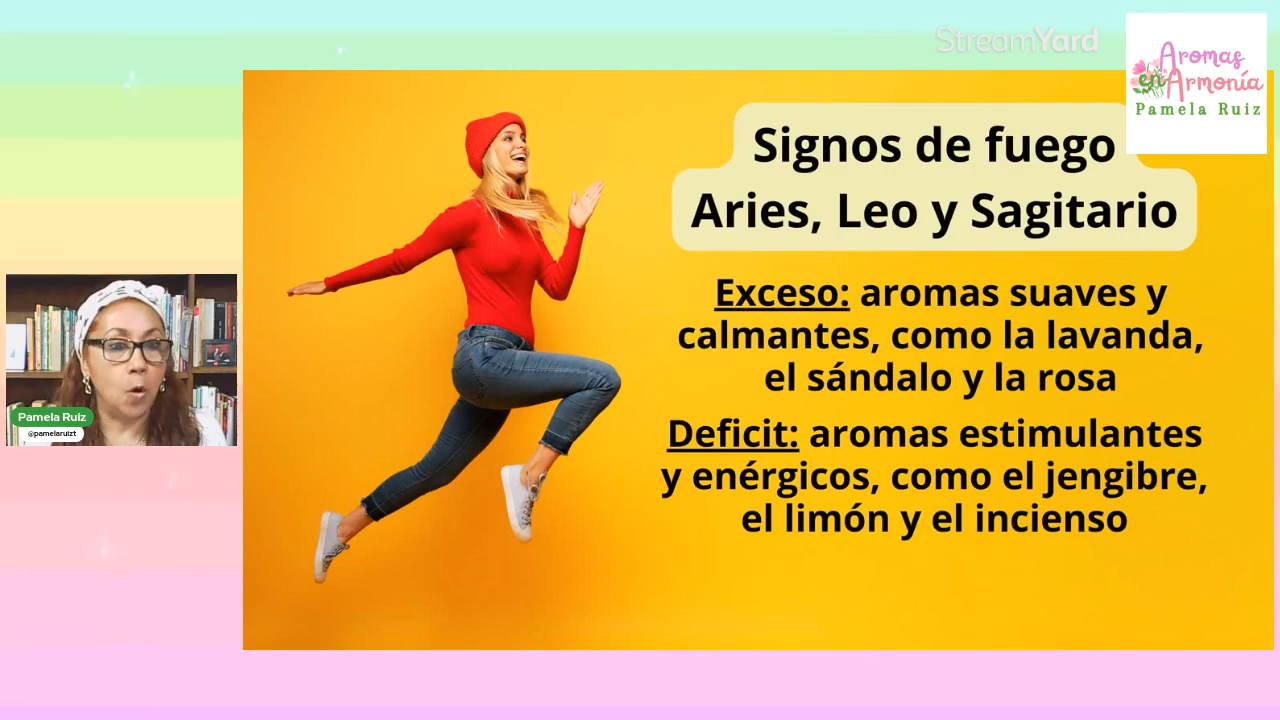 StreamYard
Aromas
en Armonía
Pamela Ruiz
Signos de fuego
Aries, Leo y Sagitario
Exceso: aromas suaves y
calmantes, como la lavanda,
el sándalo y la rosa
Deficit: aromas estimulantes
y enérgicos, como el jengibre,
el limón y el incienso
Pamela Ruiz
@pamelaruizt